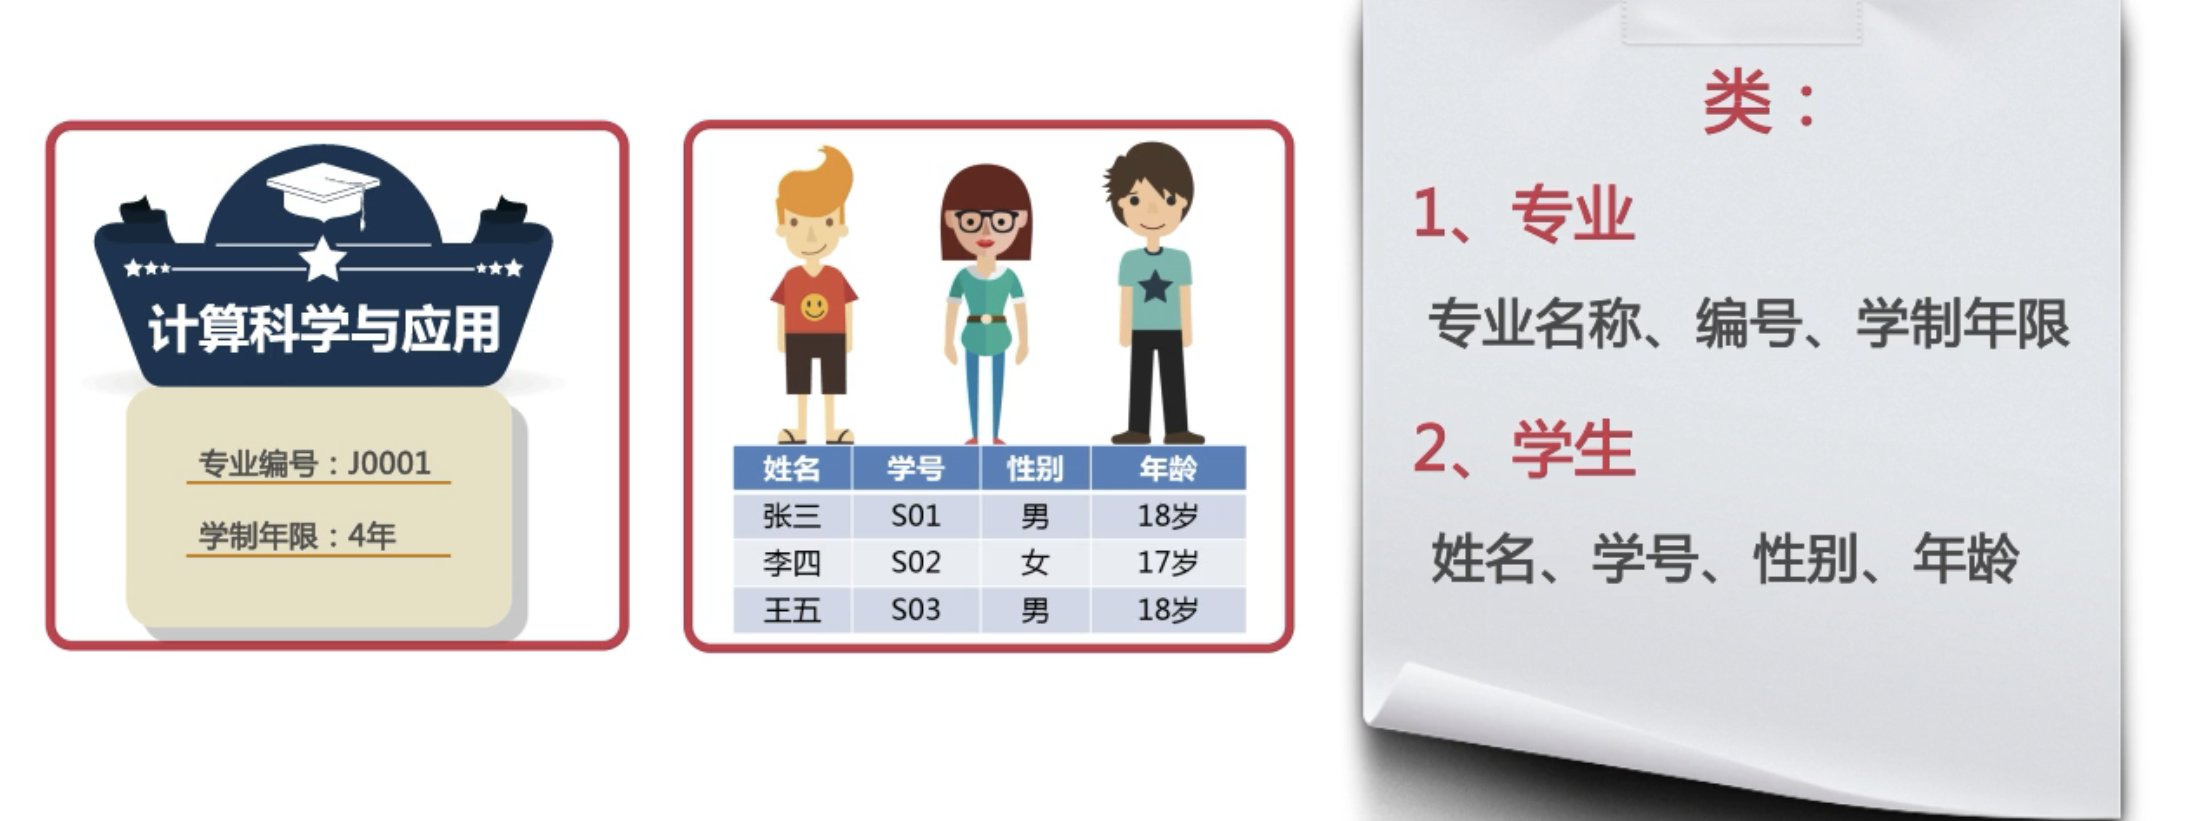 计算科学与应用
专业编号：J0001
学制年限：4年
姓名 学号 性别 年龄
张三 S01 男 18岁
李四 S02 女 17岁
王五 S03 男 18岁
类：
1、专业
专业名称、编号、学制年限
2、学生
姓名、学号、性别、年龄